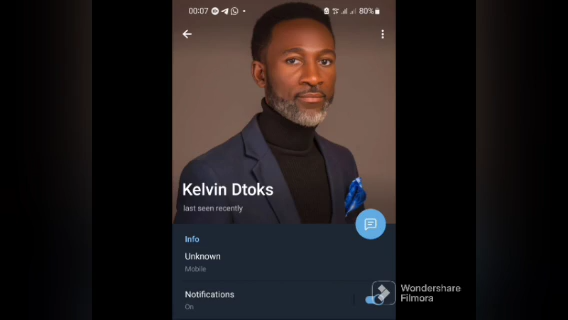 00:07
80%
Kelvin Dtoks
last seen recently
Info
Unknown
Mobile
Notifications
On
Wondershare
Filmora